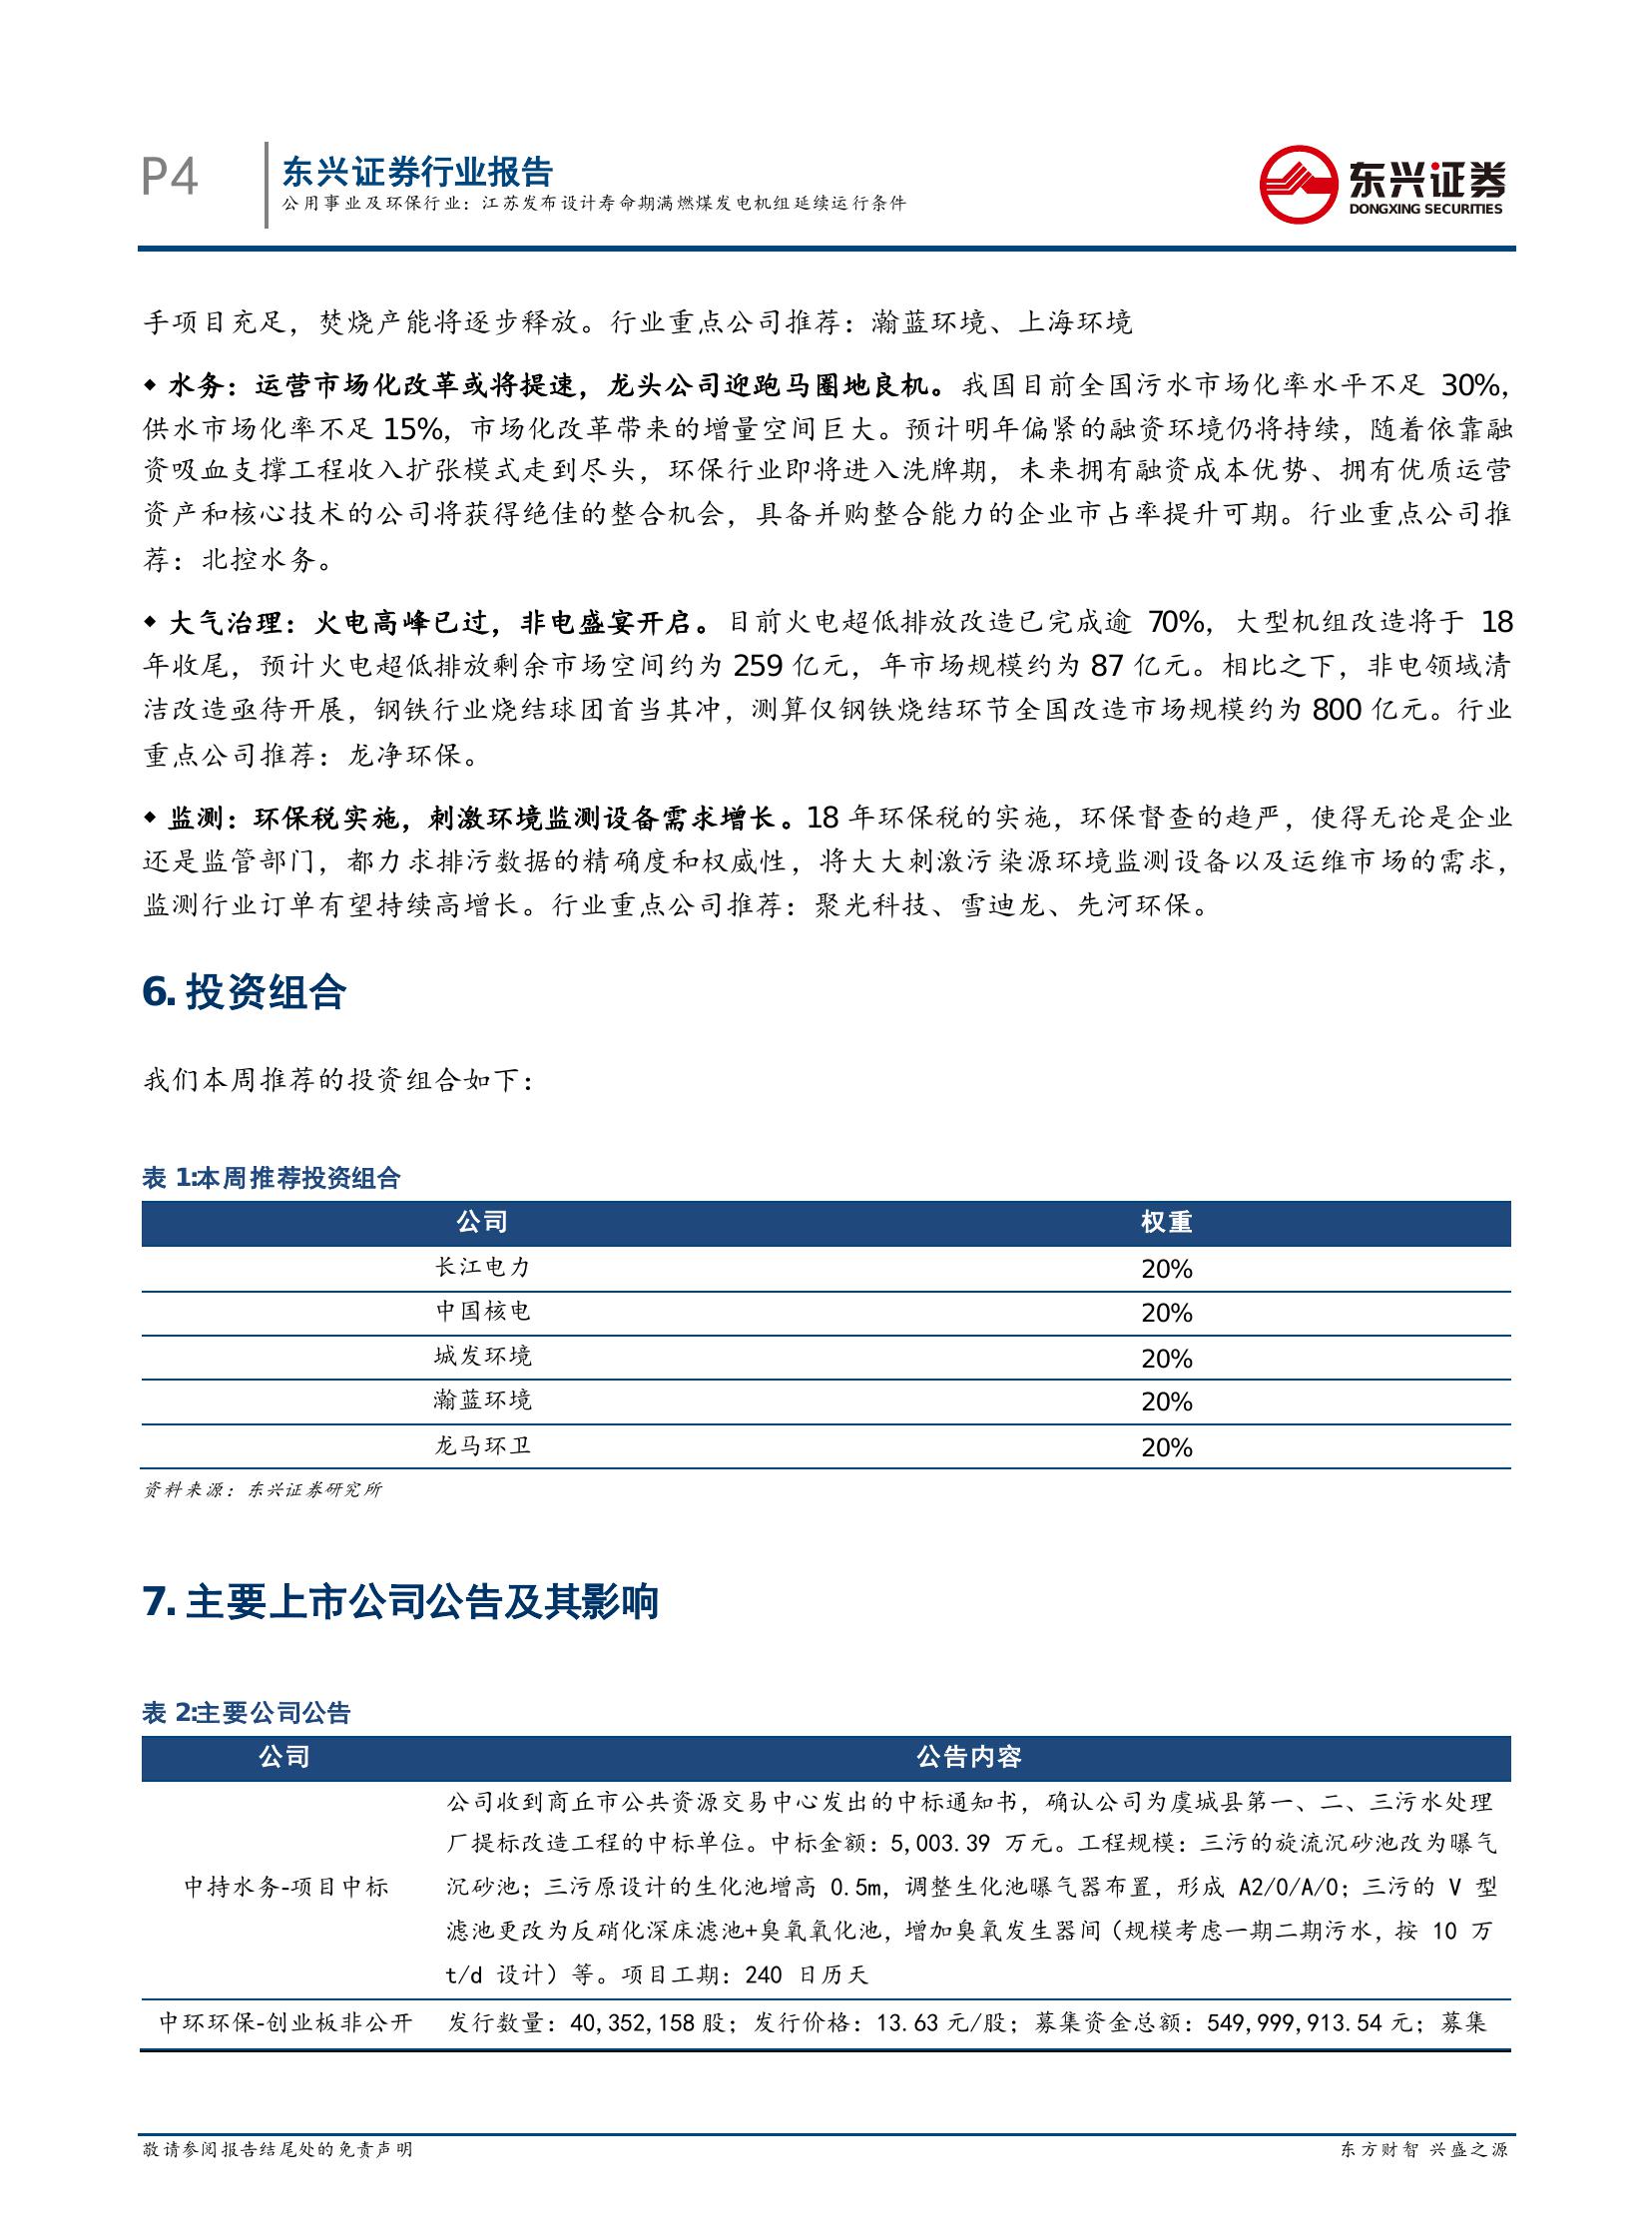 P4
东兴证券行业报告
公用事业及环保行业：江苏发布设计寿命期满燃煤发电机组延续运行条件
东兴证券
DONGXING SECURITIES
手项目充足，焚烧产能将逐步释放。行业重点公司推荐：瀚蓝环境、上海环境
◆ 水务：运营市场化改革或将提速，龙头公司迎跑马圈地良机。我国目前全国污水市场化率水平不足 30%，
供水市场化率不足 15%，市场化改革带来的增量空间巨大。预计明年偏紧的融资环境仍将持续，随着依靠融
资吸血支撑工程收入扩张模式走到尽头，环保行业即将进入洗牌期，未来拥有融资成本优势、拥有优质运营
资产和核心技术的公司将获得绝佳的整合机会，具备并购整合能力的企业市占率提升可期。行业重点公司推
荐：北控水务。
◆ 大气治理：火电高峰已过，非电盛宴开启。目前火电超低排放改造已完成逾 70%，大型机组改造将于 18
年收尾，预计火电超低排放剩余市场空间约为 259 亿元，年市场规模约为 87 亿元。相比之下，非电领域清
洁改造亟待开展，钢铁行业烧结球团首当其冲，测算仅钢铁烧结环节全国改造市场规模约为 800 亿元。行业
重点公司推荐：龙净环保。
◆ 监测：环保税实施，刺激环境监测设备需求增长。18 年环保税的实施，环保督查的趋严，使得无论是企业
还是监管部门，都力求排污数据的精确度和权威性，将大大刺激污染源环境监测设备以及运维市场的需求，
监测行业订单有望持续高增长。行业重点公司推荐：聚光科技、雪迪龙、先河环保。
6. 投资组合
我们本周推荐的投资组合如下：
表 1:本周推荐投资组合
公司 权重
长江电力 20%
中国核电 20%
城发环境 20%
瀚蓝环境 20%
龙马环卫 20%
资料来源：东兴证券研究所
7. 主要上市公司公告及其影响
表 2:主要公司公告
公司 公告内容
公司收到商丘市公共资源交易中心发出的中标通知书，确认公司为虞城县第一、二、三污水处理
厂提标改造工程的中标单位。中标金额：5,003.39 万元。工程规模：三污的旋流沉砂池改为曝气
中持水务-项目中标 沉砂池；三污原设计的生化池增高 0.5m，调整生化池曝气器布置，形成 A2/O/A/O；三污的 V 型
滤池更改为反硝化深床滤池+臭氧氧化池，增加臭氧发生器间（规模考虑一期二期污水，按 10 万
t/d 设计）等。项目工期：240 日历天
中环环保-创业板非公开 发行数量：40,352,158 股；发行价格：13.63 元/股；募集资金总额：549,999,913.54 元；募集
敬请参阅报告结尾处的免责声明 东方财智 兴盛之源